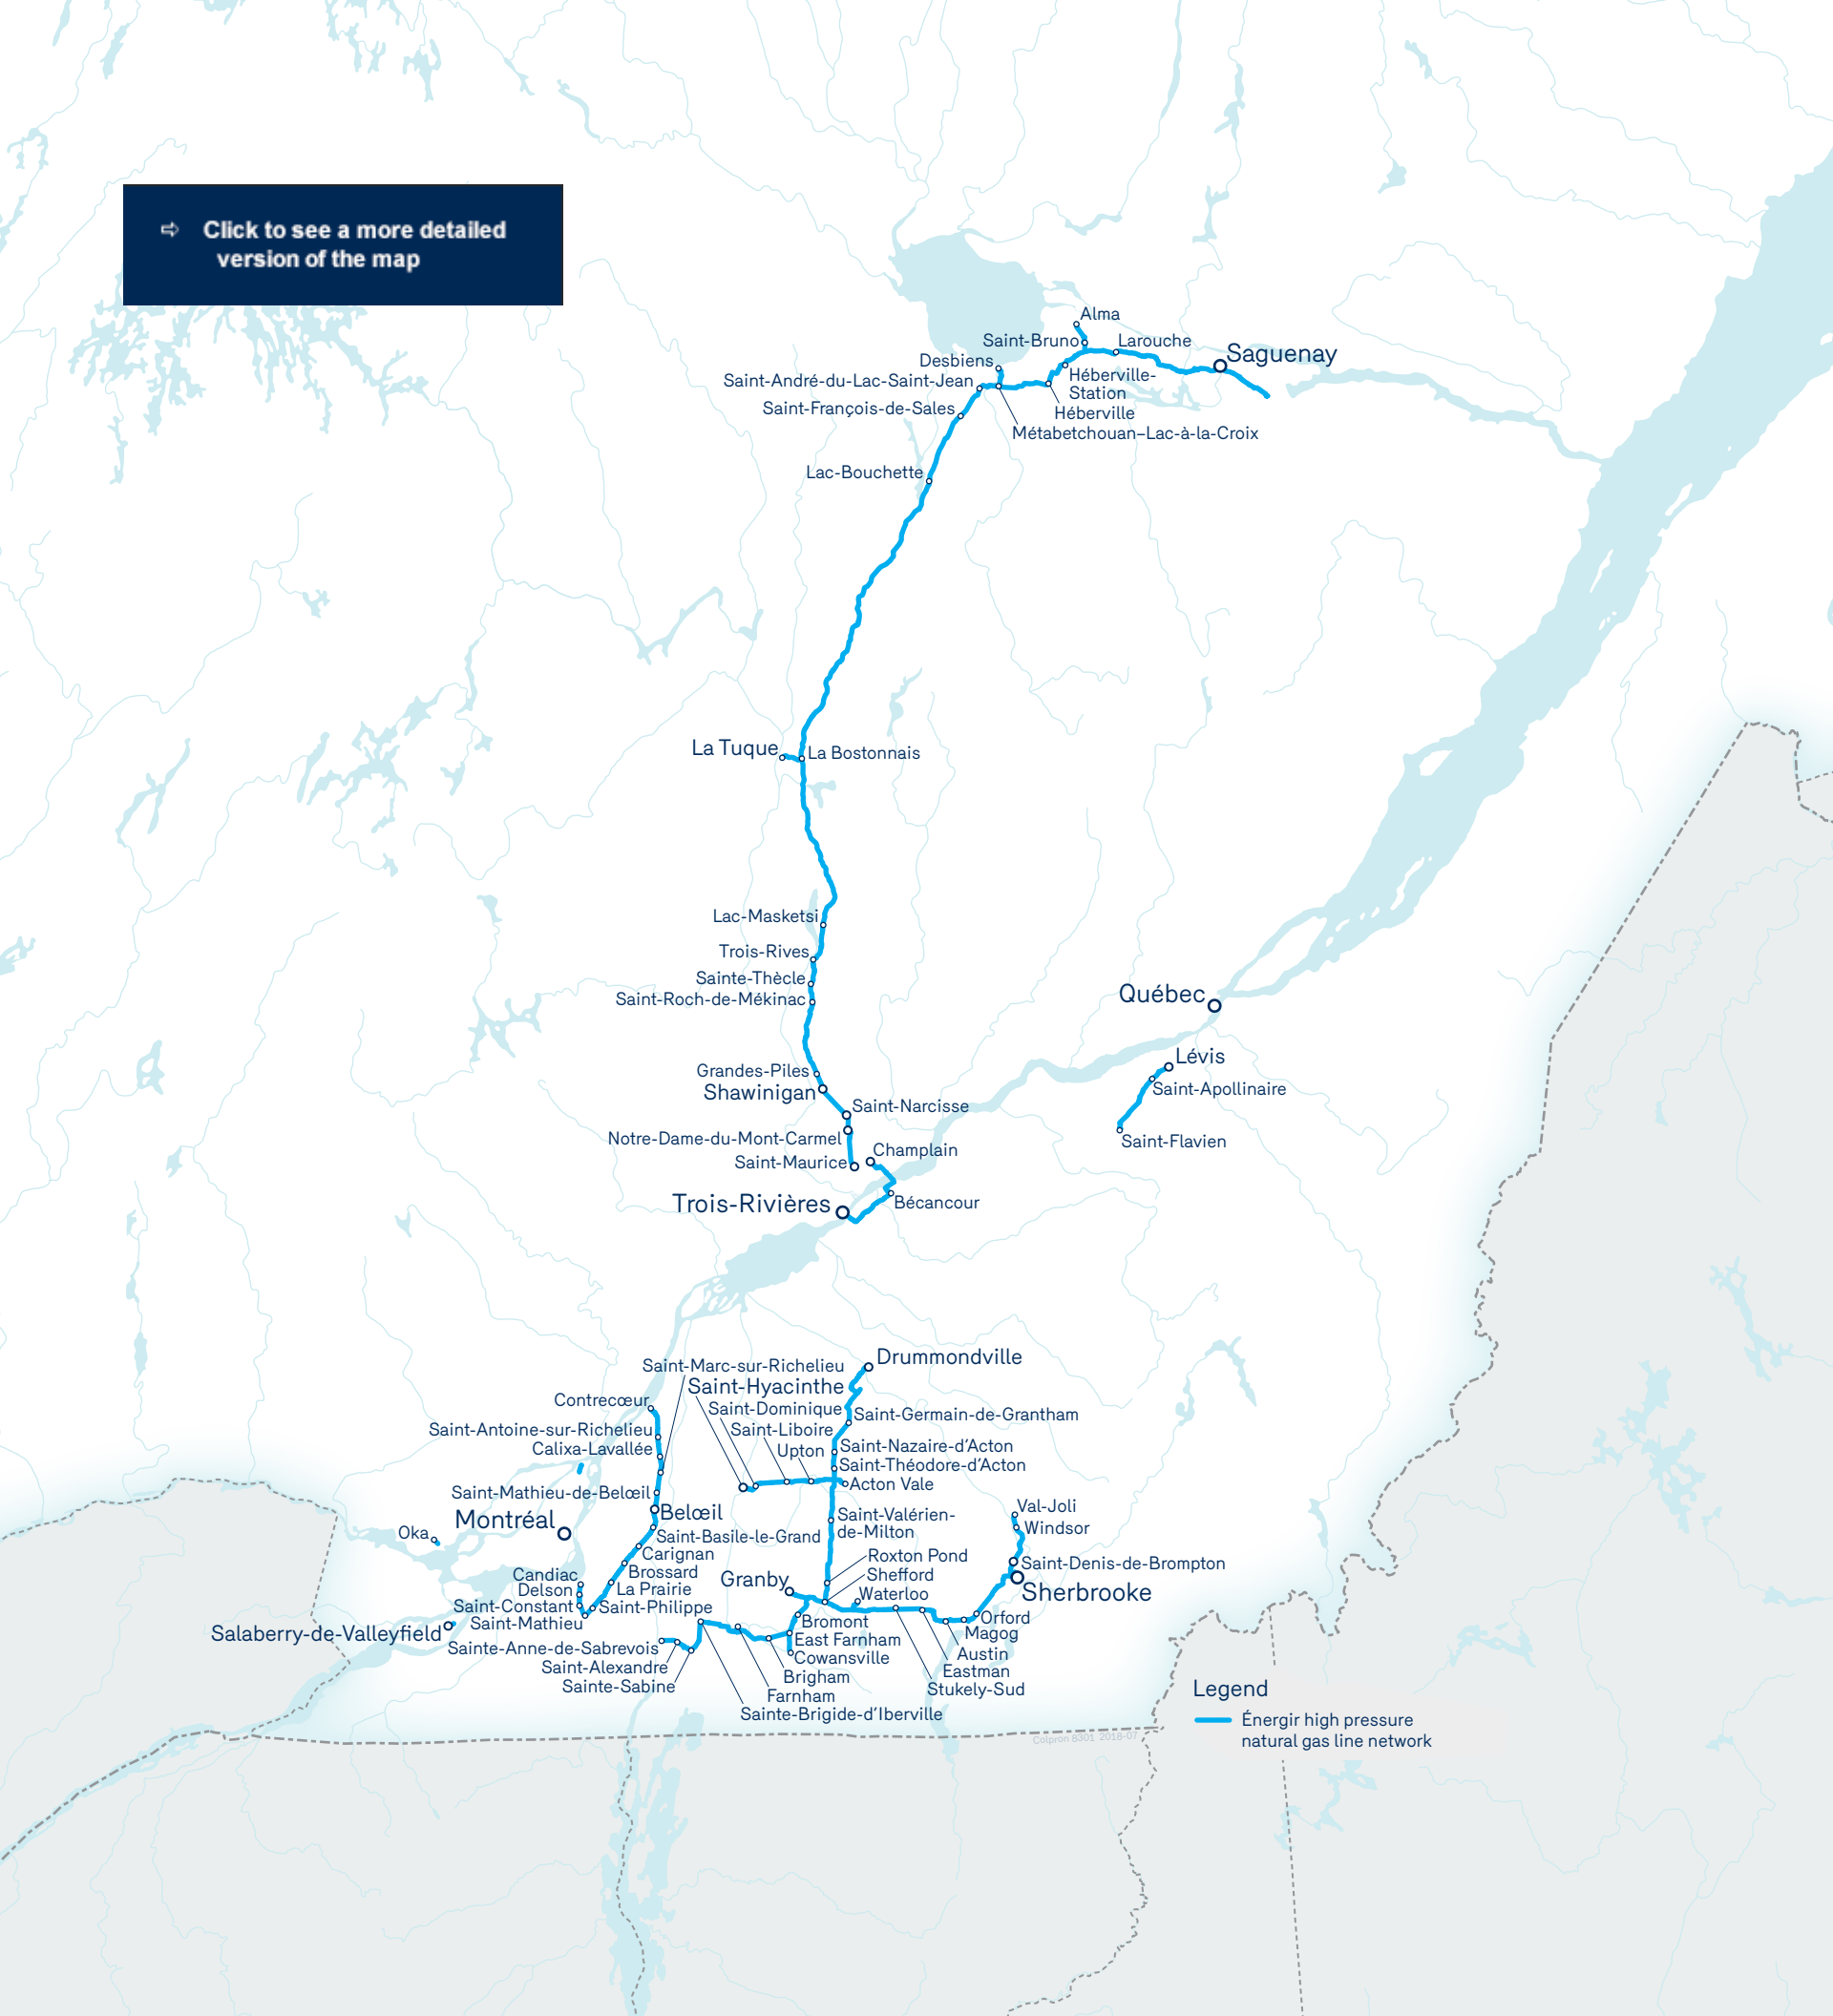 ⇨ Click to see a more detailed
version of the map
Alma
Saint-Bruno
Larouche
Saguenay
Desbiens
Saint-André-du-Lac-Saint-Jean
Héberville-
Station
Saint-François-de-Sales
Héberville
Métabetchouan–Lac-à-la-Croix
Lac-Bouchette
La Tuque
La Bostonnais
Lac-Masketsi
Trois-Rives
Sainte-Thècle
Saint-Roch-de-Mékinac
Québec
Lévis
Grandes-Piles
Shawinigan
Saint-Apollinaire
Saint-Narcisse
Notre-Dame-du-Mont-Carmel
Saint-Flavien
Champlain
Saint-Maurice
Trois-Rivières
Bécancour
Drummondville
Saint-Marc-sur-Richelieu
Saint-Hyacinthe
Contrecœur
Saint-Dominique
Saint-Germain-de-Grantham
Saint-Antoine-sur-Richelieu
Saint-Liboire
Calixa-Lavallée
Upton
Saint-Nazaire-d'Acton
Saint-Théodore-d'Acton
Acton Vale
Saint-Mathieu-de-Belœil
Belœil
Montréal
Oka
Saint-Valérien-
de-Milton
Val-Joli
Windsor
Saint-Basile-le-Grand
Carignan
Roxton Pond
Saint-Denis-de-Brompton
Brossard
Shefford
Candiac
Granby
Delson
La Prairie
Waterloo
Sherbrooke
Saint-Constant
Saint-Philippe
Saint-Mathieu
Bromont
Orford
Magog
Salaberry-de-Valleyfield
East Farnham
Sainte-Anne-de-Sabrevois
Cowansville
Austin
Saint-Alexandre
Brigham
Eastman
Sainte-Sabine
Farnham
Stukely-Sud
Sainte-Brigide-d'Iberville
Legend
Énergir high pressure
natural gas line network
Colpron 8301 2018-07